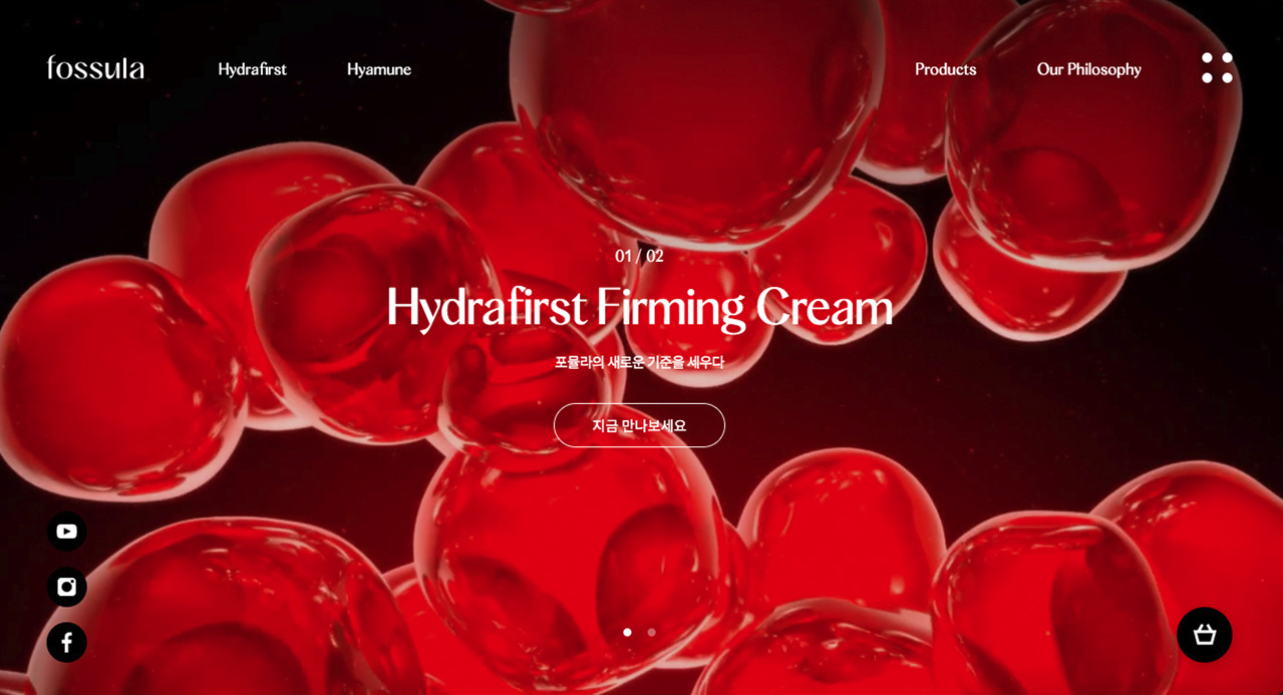 fossula
Hydrafirst
Hyamune
Products
Our Philosophy
01 / 02
Hydrafirst Firming Cream
포뮬라의 새로운 기준을 세우다
지금 만나보세요